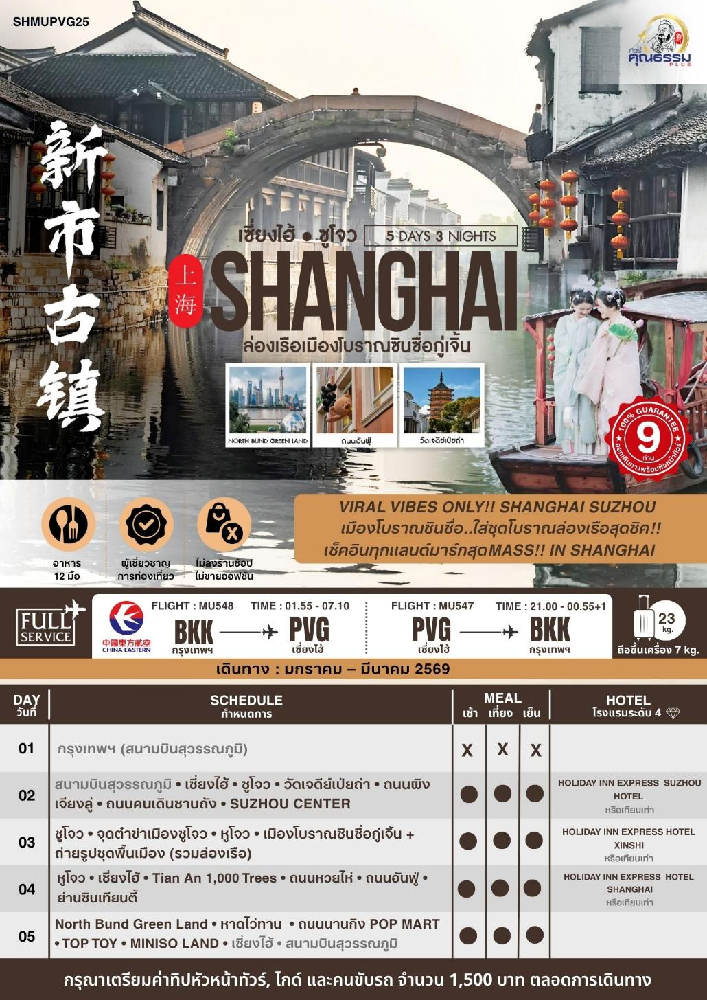 SHMUPVG25
ทัวร์
คุณธรรม
PLUS
新市古镇
เซี่ยงไฮ้ • ซูโจว
5 DAYS 3 NIGHTS
上海
SHANGHAI
ล่องเรือเมืองโบราณซินซื่อกู่เจิ้น
NORTH BUND GREEN LAND
ถนนอันฟู่
วัดเจดีย์เป่ยถ่า
100% GUARANTEE
9
ท่าน
ออกเดินทางพร้อมหัวหน้าทัวร์
อาหาร
12 มื้อ
ผู้เชี่ยวชาญ
การท่องเที่ยว
ไม่ลงร้านช้อป
ไม่ขายออฟชั่น
VIRAL VIBES ONLY!! SHANGHAI SUZHOU
เมืองโบราณซินซื่อ..ใส่ชุดโบราณล่องเรือสุดชิค!!
เช็คอินทุกแลนด์มาร์กสุดMASS!! IN SHANGHAI
FULL
SERVICE
中國東方航空
CHINA EASTERN
FLIGHT : MU548 TIME : 01.55 - 07.10
BKK PVG
กรุงเทพฯ เซี่ยงไฮ้
FLIGHT : MU547 TIME : 21.00 - 00.55+1
PVG BKK
เซี่ยงไฮ้ กรุงเทพฯ
23
kg.
ถือขึ้นเครื่อง 7 kg.
เดินทาง : มกราคม – มีนาคม 2569
DAY SCHEDULE MEAL HOTEL
วันที่ กำหนดการ เช้า เที่ยง เย็น โรงแรมระดับ 4
01 กรุงเทพฯ (สนามบินสุวรรณภูมิ) X X X
02 สนามบินสุวรรณภูมิ • เซี่ยงไฮ้ • ซูโจว • วัดเจดีย์เป่ยถ่า • ถนนผิง
เจียงลู่ • ถนนคนเดินซานถัง • SUZHOU CENTER
HOLIDAY INN EXPRESS SUZHOU
HOTEL
หรือเทียบเท่า
03 ซูโจว • จุดต๋าข่าเมืองซูโจว • หูโจว • เมืองโบราณซินซื่อกู่เจิ้น +
ถ่ายรูปชุดพื้นเมือง (รวมล่องเรือ)
HOLIDAY INN EXPRESS HOTEL
XINSHI
หรือเทียบเท่า
04 หูโจว • เซี่ยงไฮ้ • Tian An 1,000 Trees • ถนนหวยไห่ • ถนนอันฟู่ •
ย่านซินเทียนตี้
HOLIDAY INN EXPRESS HOTEL
SHANGHAI
หรือเทียบเท่า
05 North Bund Green Land • หาดไว่ทาน • ถนนนานกิง POP MART
• TOP TOY • MINISO LAND • เซี่ยงไฮ้ • สนามบินสุวรรณภูมิ
กรุณาเตรียมค่าทิปหัวหน้าทัวร์, ไกด์ และคนขับรถ จำนวน 1,500 บาท ตลอดการเดินทาง